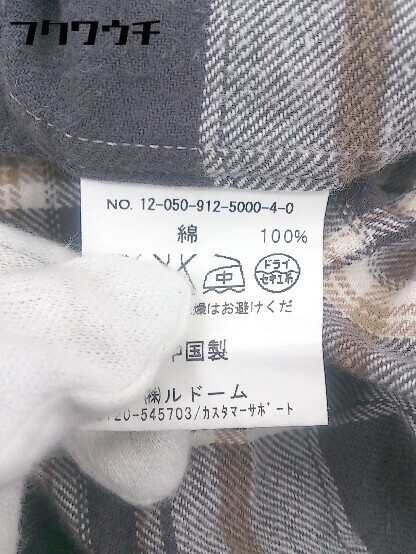 フクワウチ
NO. 12-050-912-5000-4-0
綿 100%
中 ドライ セキユ系
燥はお避けくだ
中国製
㈱ルドーム
0120-545703/カスタマーサポート